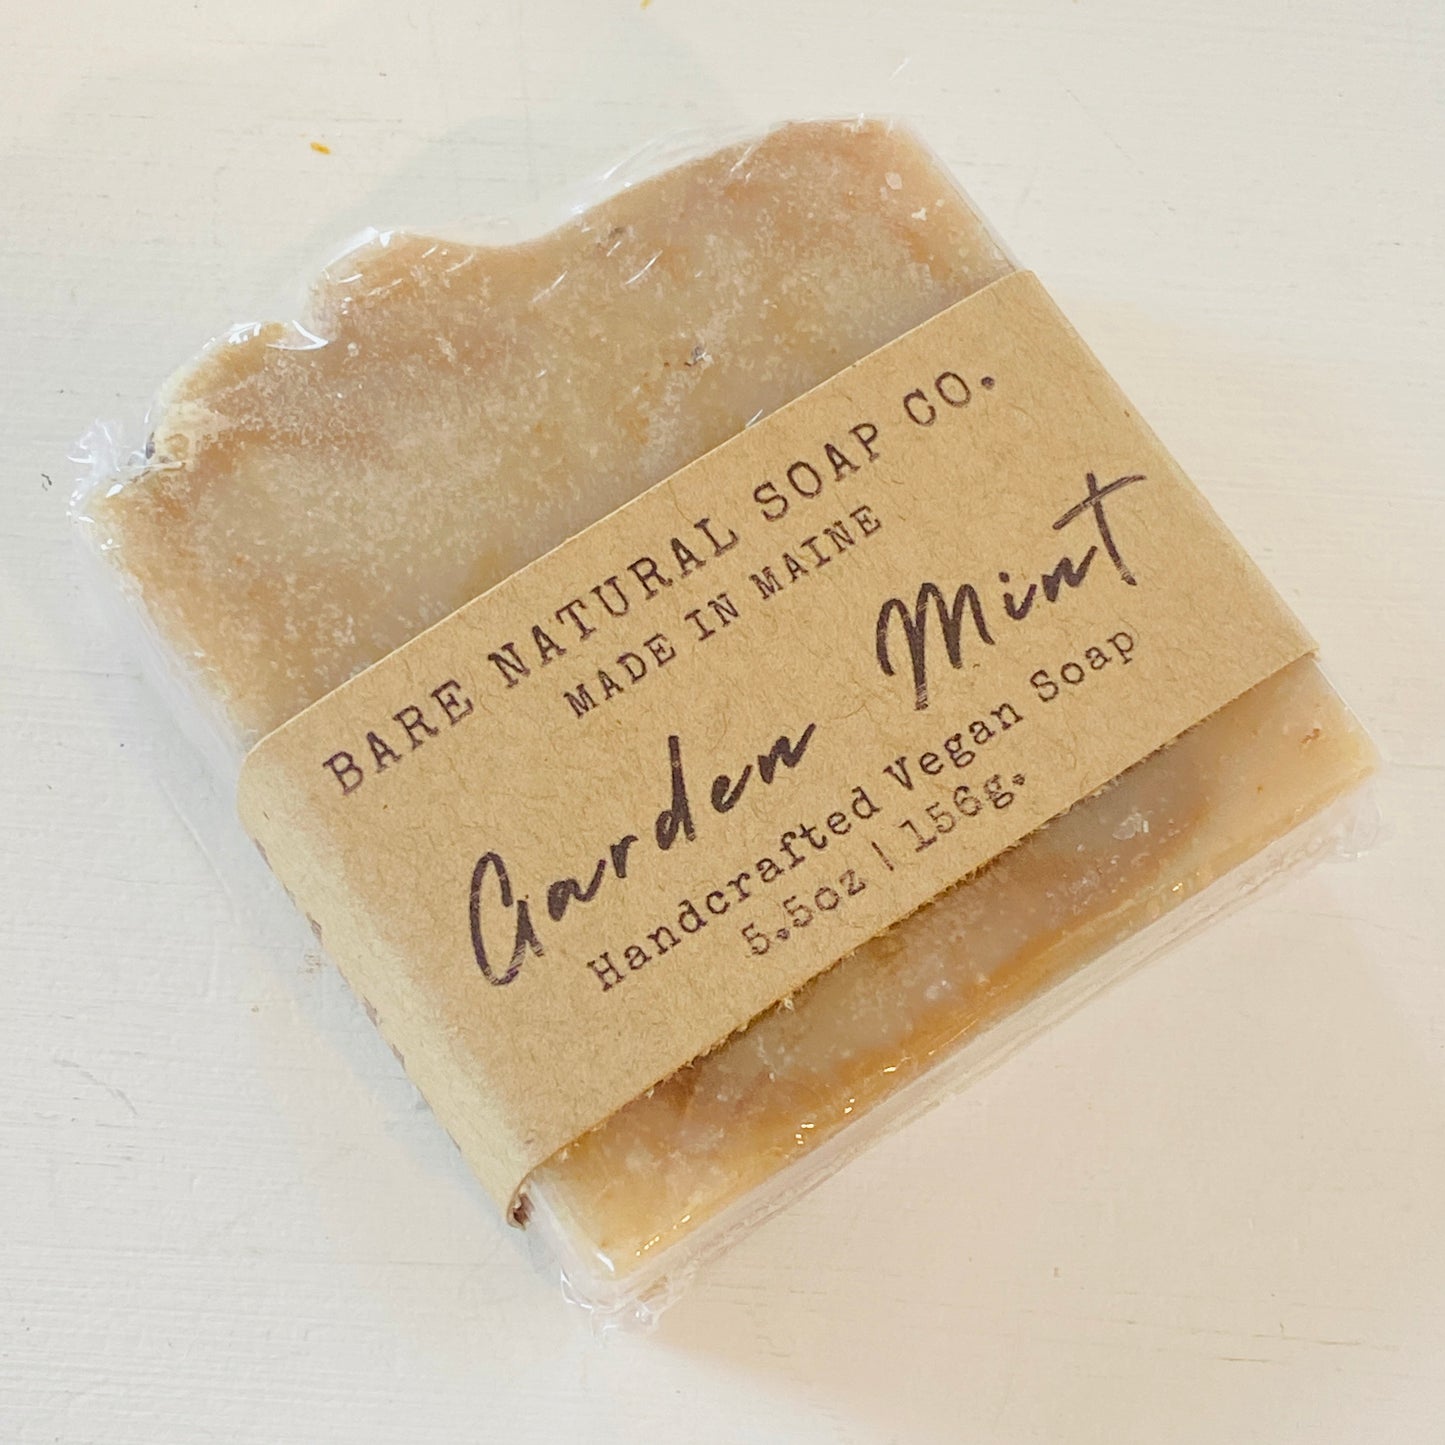 BARE NATURAL SOAP CO.
MADE IN MAINE
Garden Mint
Handcrafted Vegan Soap
5.5oz | 156g.